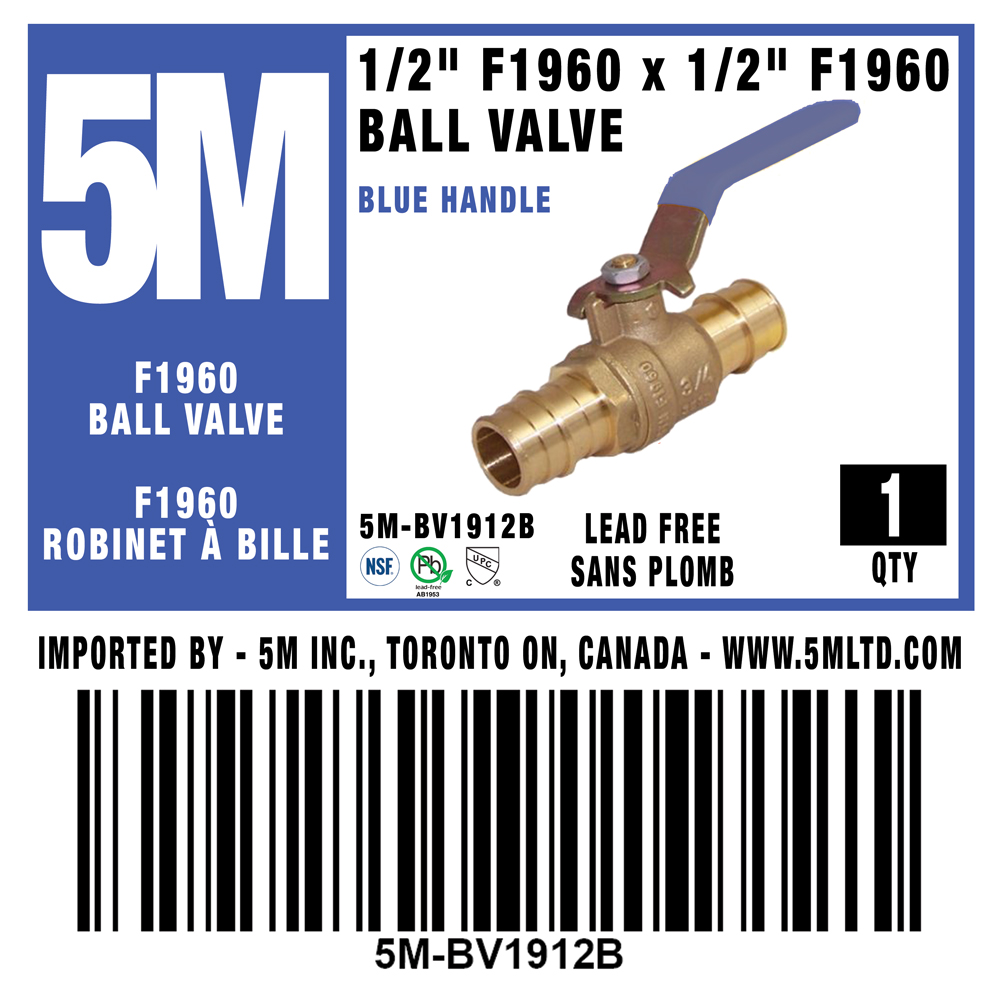 5M
F1960
BALL VALVE
F1960
ROBINET À BILLE
1/2" F1960 x 1/2" F1960
BALL VALVE
BLUE HANDLE
F1960
5M-BV1912B
NSF.
Pb
lead-free
AB1953
UPC
C ®
LEAD FREE
SANS PLOMB
1
QTY
IMPORTED BY - 5M INC., TORONTO ON, CANADA - WWW.5MLTD.COM
5M-BV1912B